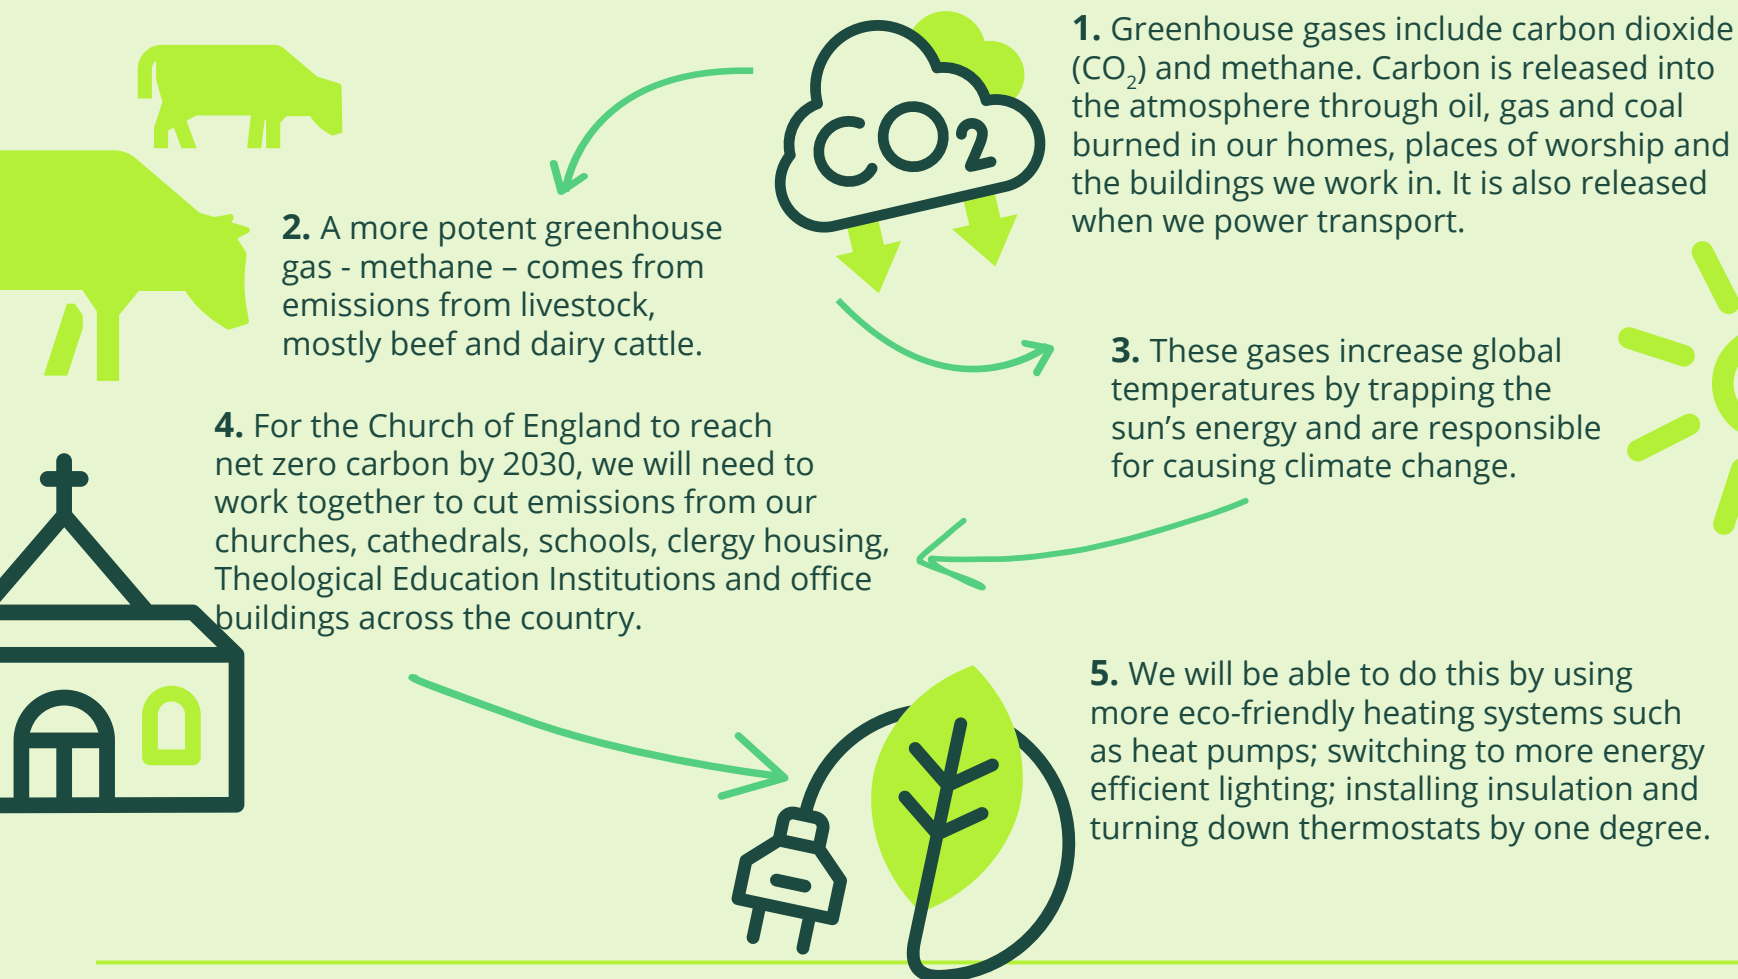 1. Greenhouse gases include carbon dioxide
(CO₂) and methane. Carbon is released into
the atmosphere through oil, gas and coal
burned in our homes, places of worship and
the buildings we work in. It is also released
when we power transport.
CO2
2. A more potent greenhouse
gas - methane – comes from
emissions from livestock,
mostly beef and dairy cattle.
3. These gases increase global
temperatures by trapping the
sun’s energy and are responsible
for causing climate change.
4. For the Church of England to reach
net zero carbon by 2030, we will need to
work together to cut emissions from our
churches, cathedrals, schools, clergy housing,
Theological Education Institutions and office
buildings across the country.
5. We will be able to do this by using
more eco-friendly heating systems such
as heat pumps; switching to more energy
efficient lighting; installing insulation and
turning down thermostats by one degree.